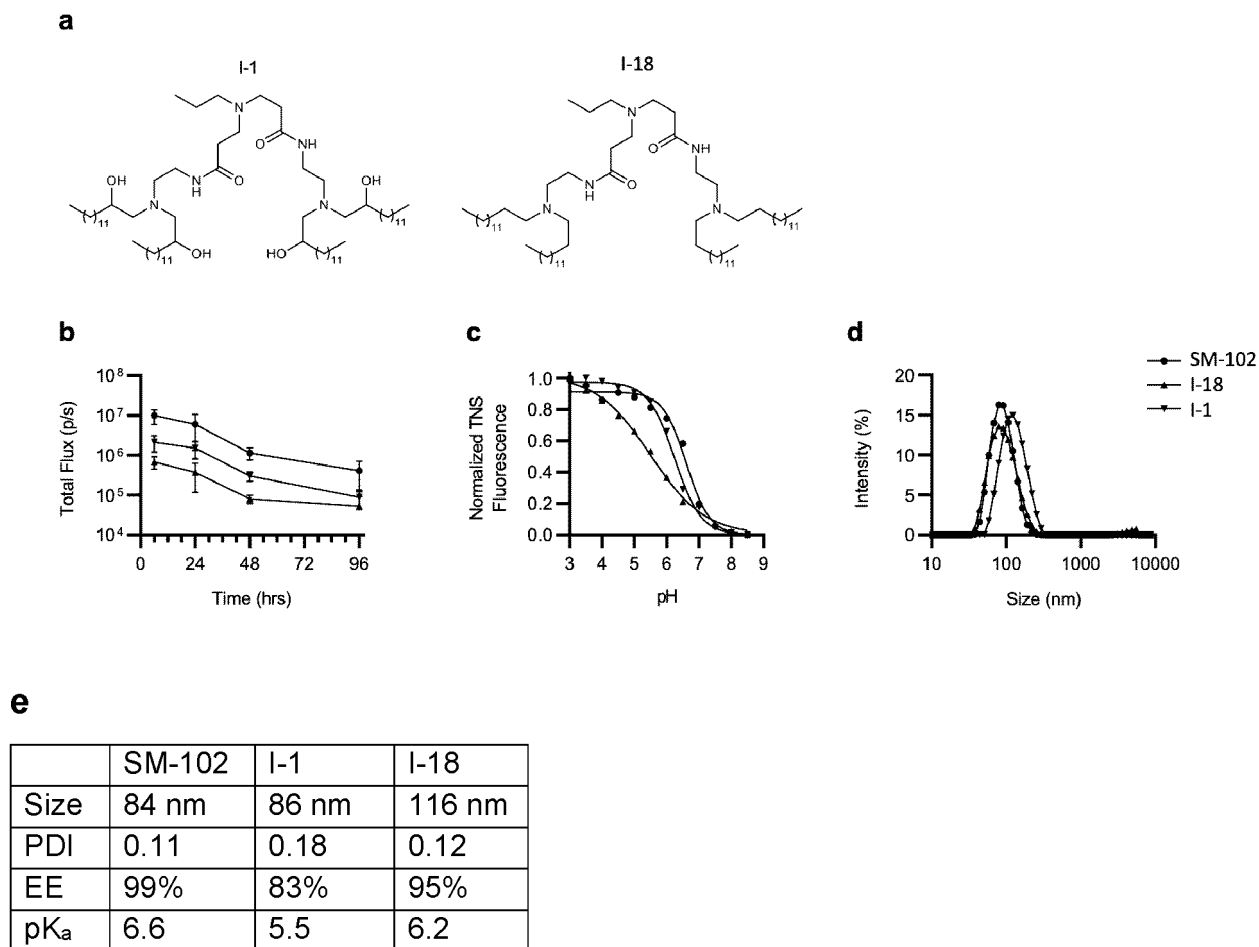 a
I-1
I-18
N
N
O
NH
O
NH
OH
N
H
O
OH
N
H
O
N
N
N
N
( )11
( )11
( )11
( )11
OH
HO
( )11
( )11
( )11
( )11
b
c
d
10⁸
10⁷
10⁶
10⁵
10⁴
Total Flux (p/s)
0 24 48 72 96
Time (hrs)
1.0
0.8
0.6
0.4
0.2
0.0
Normalized TNS
Fluorescence
3 4 5 6 7 8 9
pH
20
15
10
5
0
Intensity (%)
10 100 1000 10000
Size (nm)
SM-102
I-18
I-1
e
SM-102 I-1 I-18
Size 84 nm 86 nm 116 nm
PDI 0.11 0.18 0.12
EE 99% 83% 95%
pKₐ 6.6 5.5 6.2